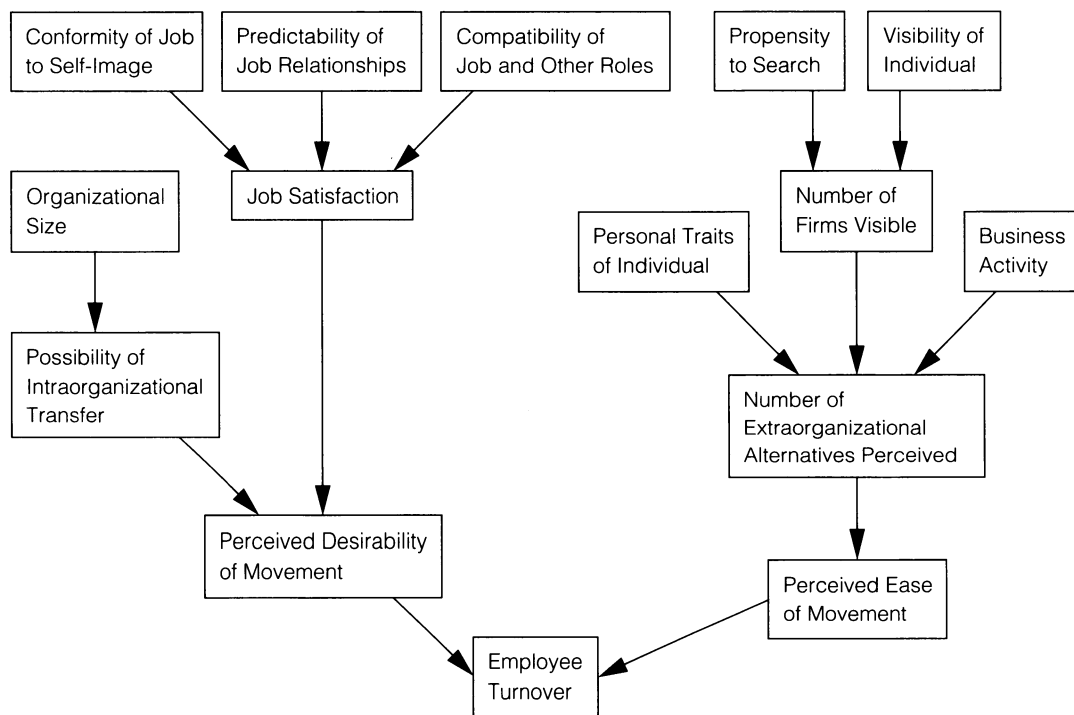 Conformity of Job
to Self-Image
Predictability of
Job Relationships
Compatibility of
Job and Other Roles
Propensity
to Search
Visibility of
Individual
Organizational
Size
Job Satisfaction
Number of
Firms Visible
Personal Traits
of Individual
Business
Activity
Possibility of
Intraorganizational
Transfer
Number of
Extraorganizational
Alternatives Perceived
Perceived Desirability
of Movement
Perceived Ease
of Movement
Employee
Turnover